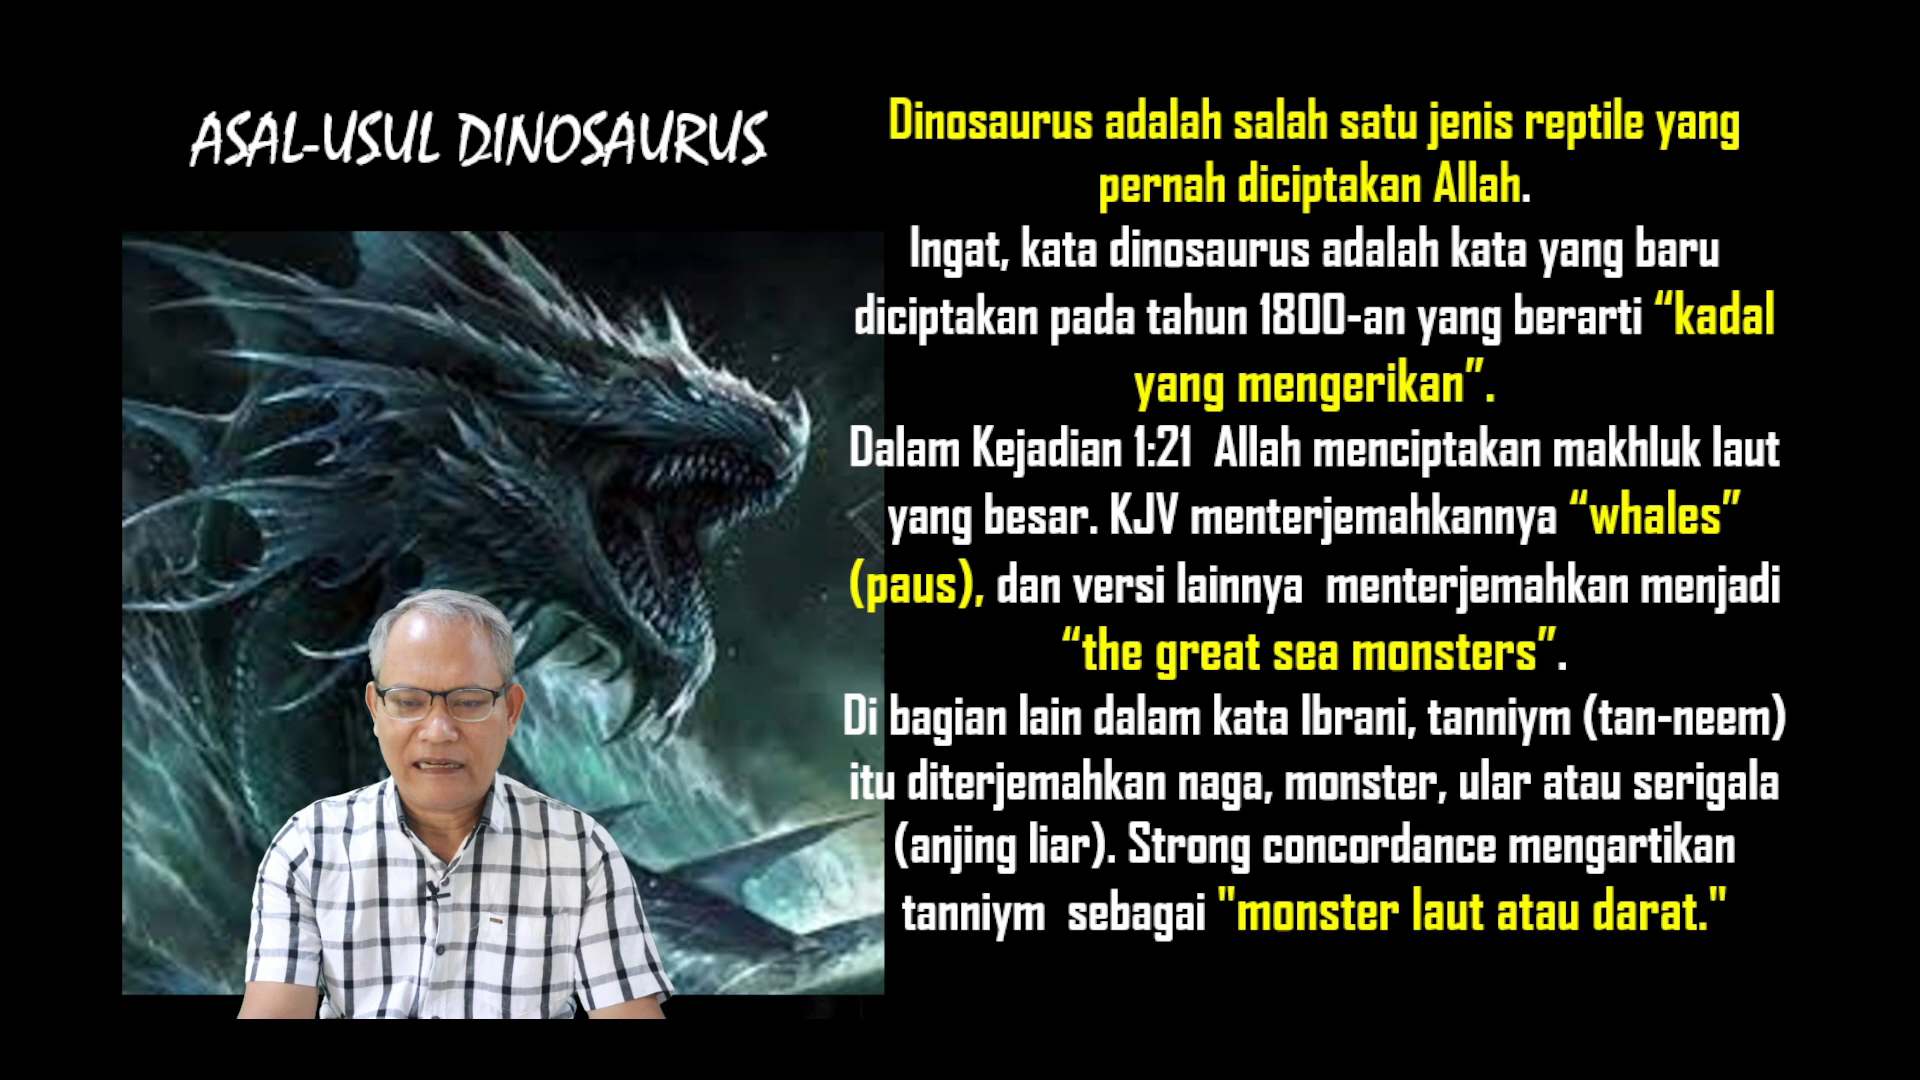 ASAL-USUL DINOSAURUS
Dinosaurus adalah salah satu jenis reptile yang
pernah diciptakan Allah.
Ingat, kata dinosaurus adalah kata yang baru
diciptakan pada tahun 1800-an yang berarti “kadal
yang mengerikan”.
Dalam Kejadian 1:21 Allah menciptakan makhluk laut
yang besar. KJV menterjemahkannya “whales”
(paus), dan versi lainnya menterjemahkan menjadi
“the great sea monsters”.
Di bagian lain dalam kata Ibrani, tanniym (tan-neem)
itu diterjemahkan naga, monster, ular atau serigala
(anjing liar). Strong concordance mengartikan
tanniym sebagai "monster laut atau darat."